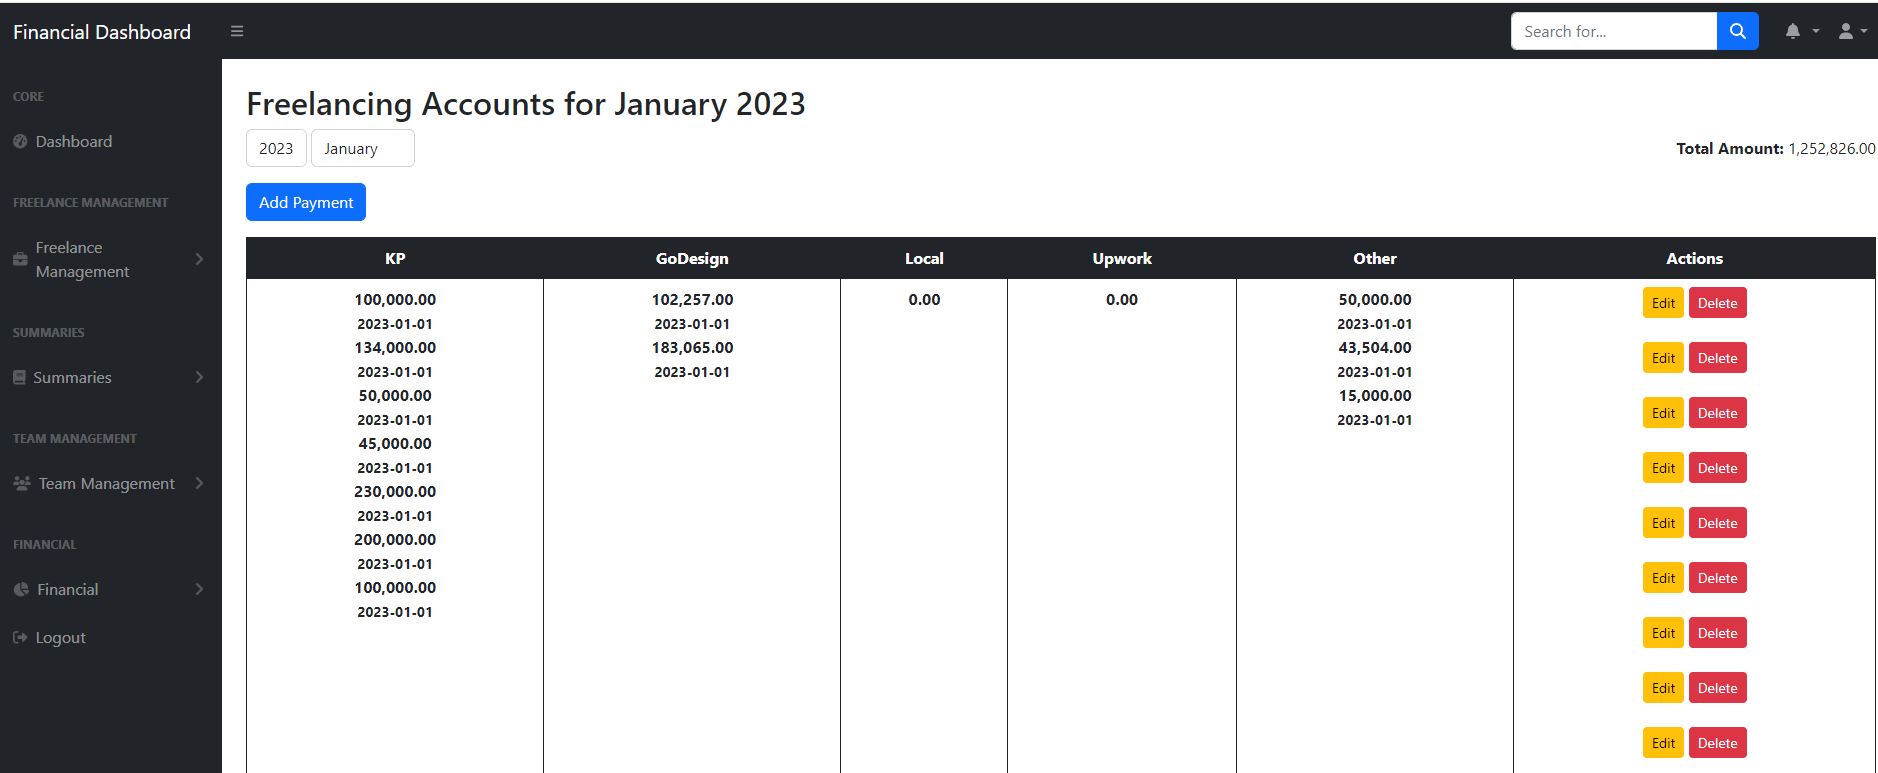 Financial Dashboard
Search for...
CORE
Dashboard
FREELANCE MANAGEMENT
Freelance
Management
SUMMARIES
Summaries
TEAM MANAGEMENT
Team Management
FINANCIAL
Financial
Logout
Freelancing Accounts for January 2023
2023 January
Total Amount: 1,252,826.00
Add Payment
KP GoDesign Local Upwork Other Actions
100,000.00 102,257.00 0.00 0.00 50,000.00 Edit Delete
2023-01-01 2023-01-01 2023-01-01
134,000.00 183,065.00 43,504.00 Edit Delete
2023-01-01 2023-01-01 2023-01-01
50,000.00 15,000.00 Edit Delete
2023-01-01 2023-01-01
45,000.00
2023-01-01 Edit Delete
230,000.00
2023-01-01 Edit Delete
200,000.00
2023-01-01 Edit Delete
100,000.00
2023-01-01
Edit Delete
Edit Delete
Edit Delete